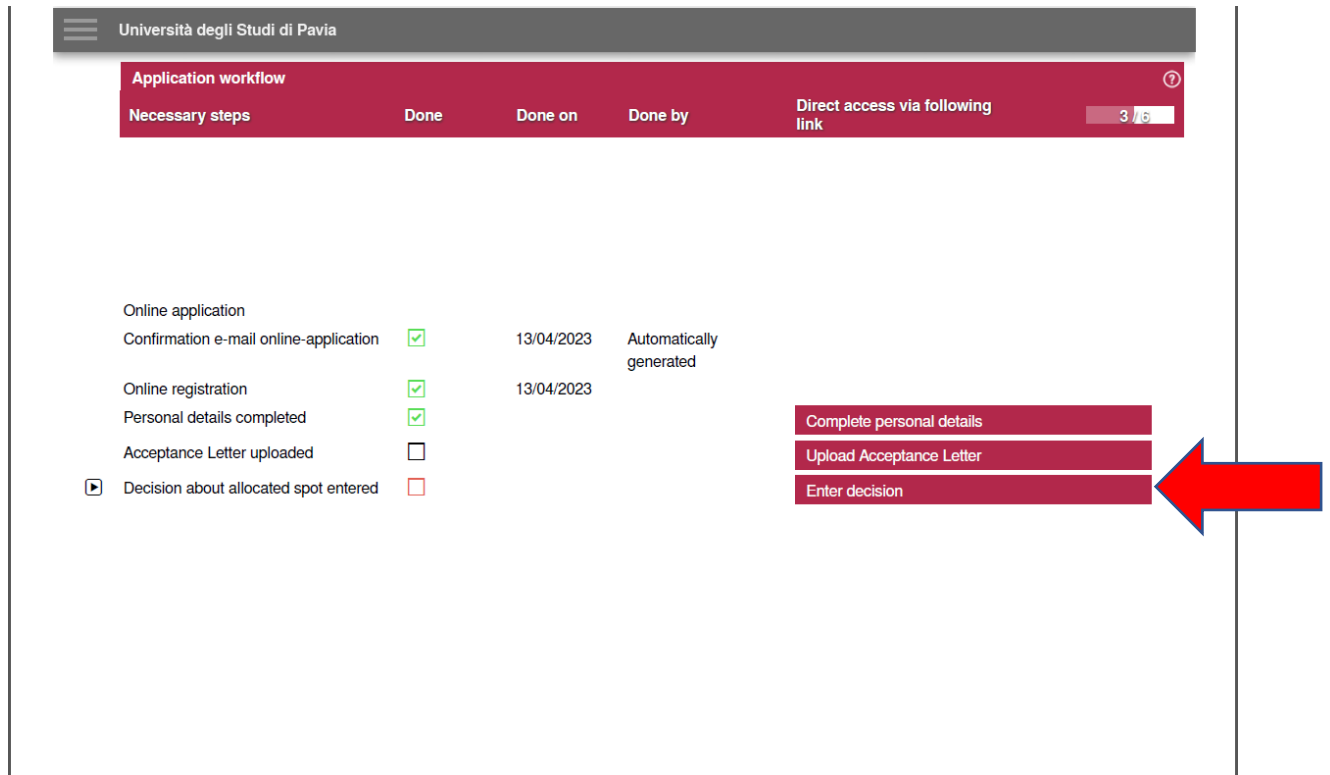 Università degli Studi di Pavia
Application workflow
Necessary steps Done Done on Done by Direct access via following link 3 / 6
Online application
Confirmation e-mail online-application 13/04/2023 Automatically generated
Online registration 13/04/2023
Personal details completed Complete personal details
Acceptance Letter uploaded Upload Acceptance Letter
Decision about allocated spot entered Enter decision